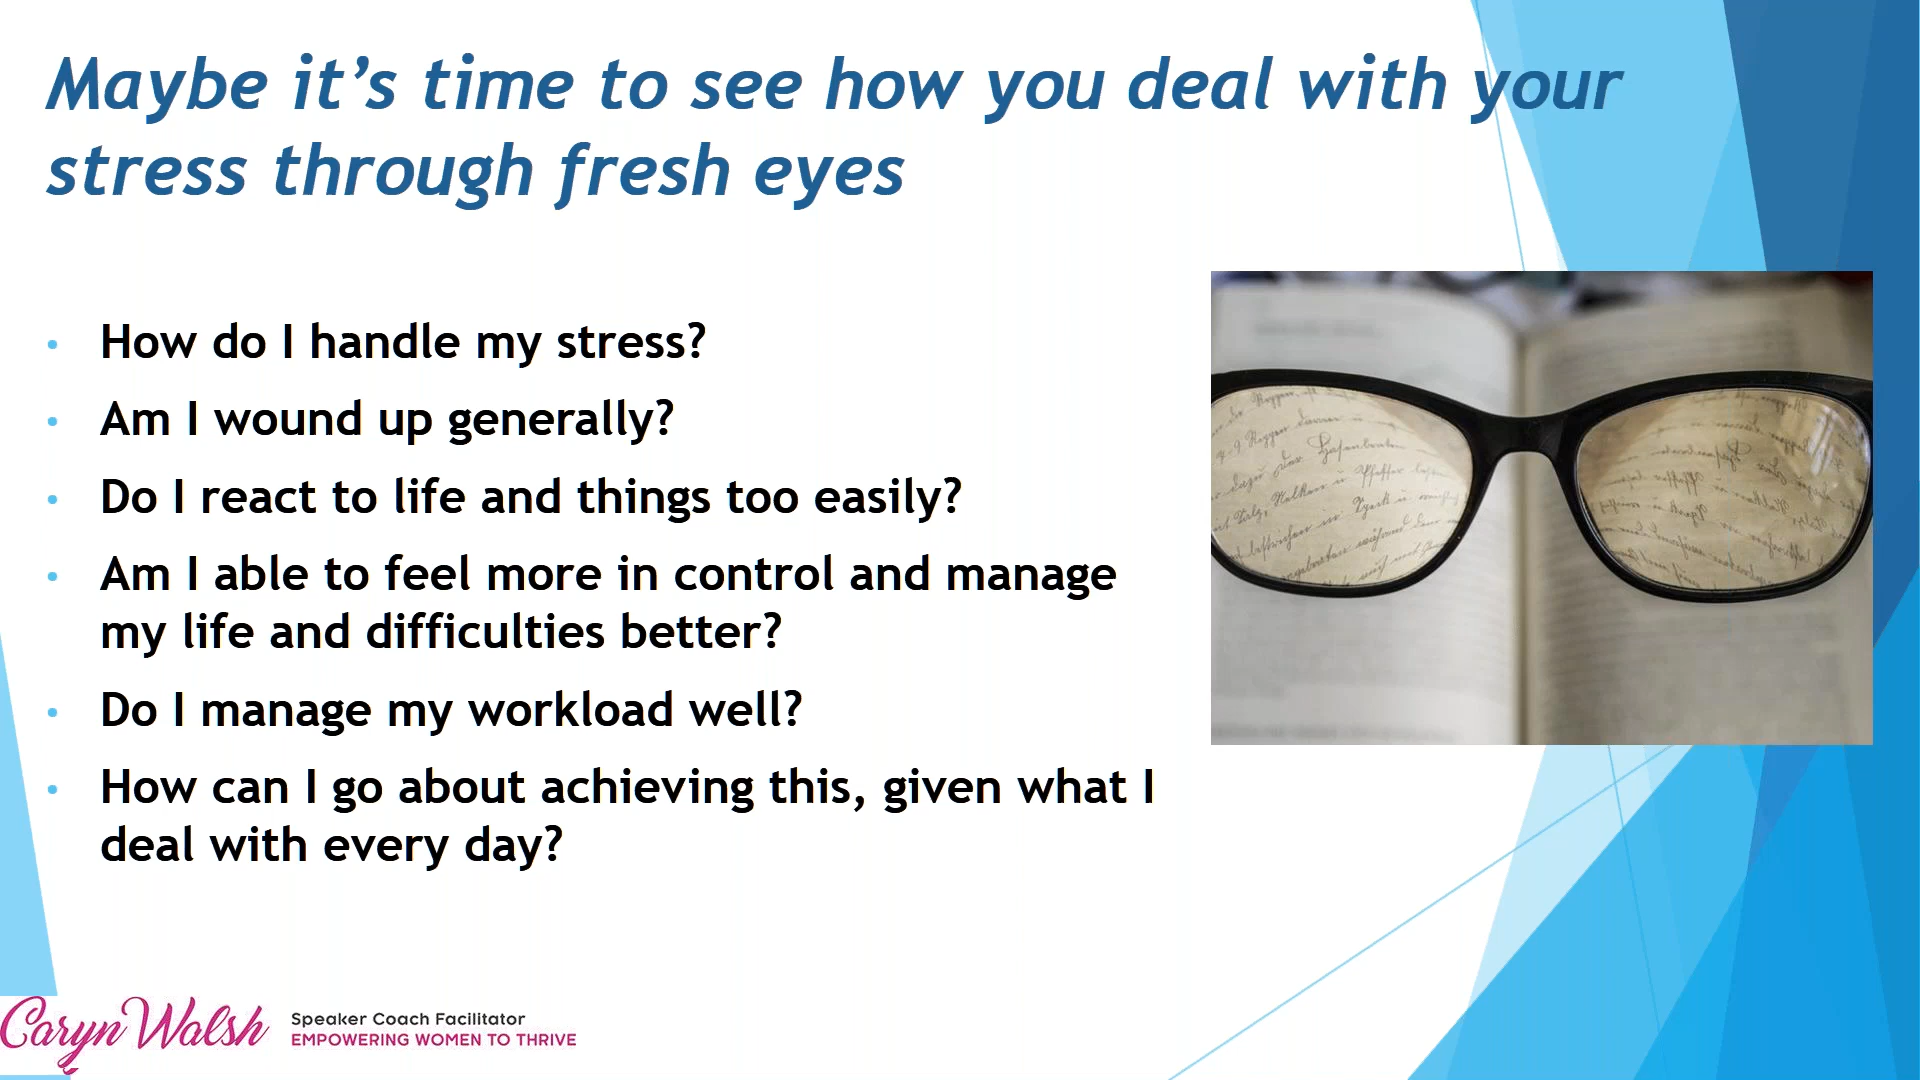 Maybe it’s time to see how you deal with your
stress through fresh eyes
• How do I handle my stress?
• Am I wound up generally?
• Do I react to life and things too easily?
• Am I able to feel more in control and manage
my life and difficulties better?
• Do I manage my workload well?
• How can I go about achieving this, given what I
deal with every day?
Caryn Walsh
Speaker Coach Facilitator
EMPOWERING WOMEN TO THRIVE